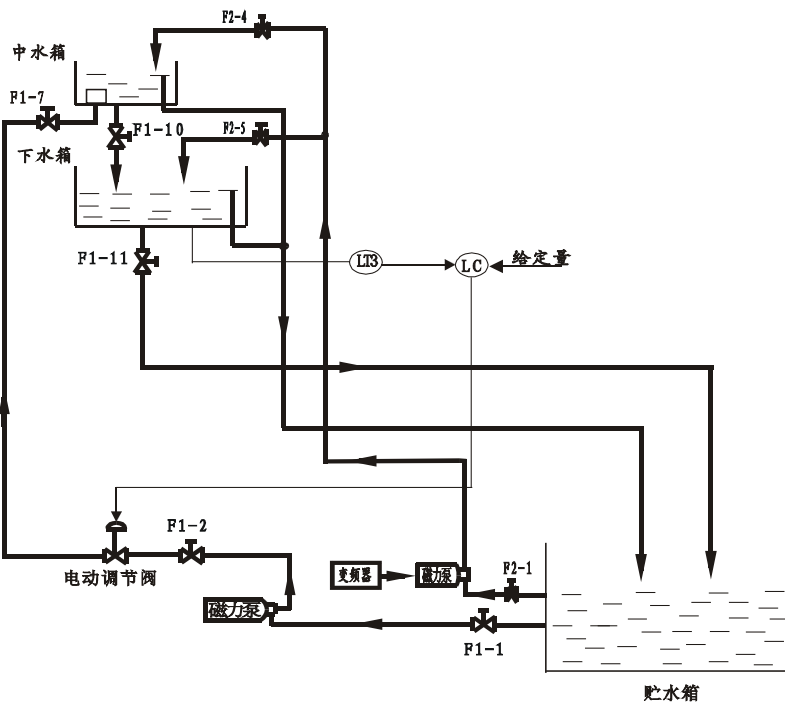 F2-4
中水箱
F1-7
F1-10
F2-5
下水箱
F1-11
LT3
LC
给定量
F1-2
电动调节阀
变频器
磁力泵
F2-1
磁力泵
F1-1
贮水箱